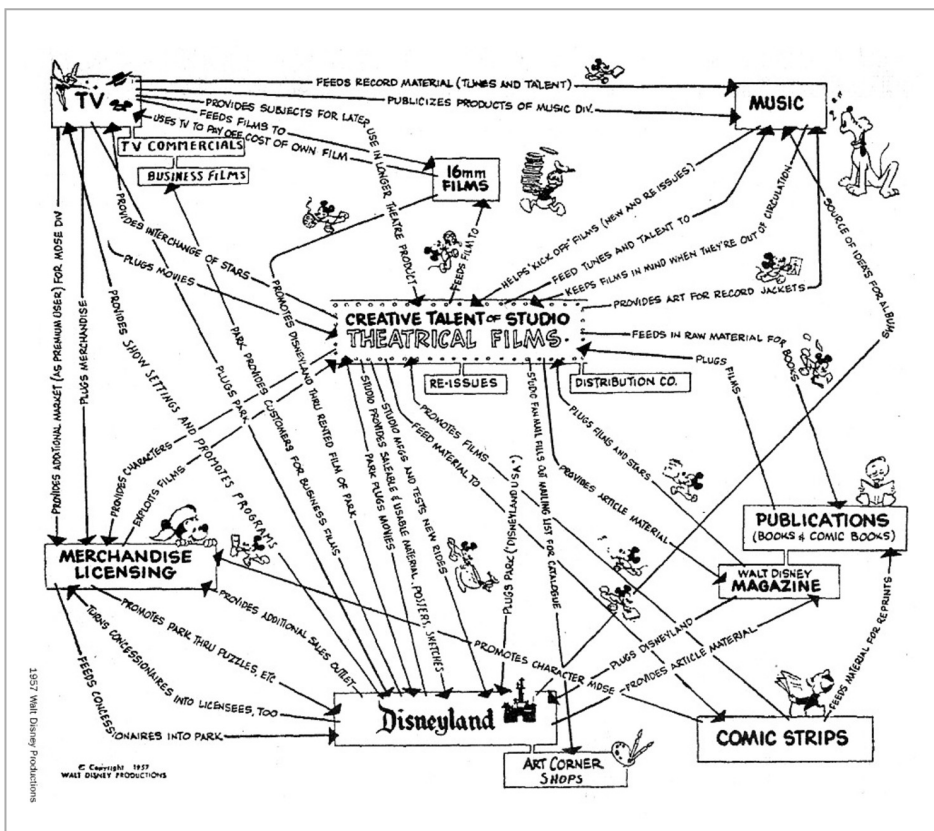 FEEDS RECORD MATERIAL (TUNES AND TALENT)
TV
PUBLICIZES PRODUCTS OF MUSIC DIV.
MUSIC
PROVIDES SUBJECTS FOR LATER USE IN LONGER THEATRE PRODUCT
FEEDS FILMS TO
USES TV TO PAY OFF COST OF OWN FILM
TV COMMERCIALS
BUSINESS FILMS
16mm
FILMS
PROVIDES INTERCHANGE OF STARS
PLUGS MOVIES
FEEDS FILM TO
HELPS "KICK OFF" FILMS (NEW AND RE ISSUES)
FEED TUNES AND TALENT TO
KEEPS FILMS IN MIND WHEN THEY'RE OUT OF CIRCULATION
PROVIDES ART FOR RECORD JACKETS
SOURCE OF IDEAS FOR ALBUMS
CREATIVE TALENT OF STUDIO
THEATRICAL FILMS
RE-ISSUES
DISTRIBUTION CO.
FEEDS IN RAW MATERIAL FOR BOOKS
PLUGS FILMS
PROVIDES ADDITIONAL MARKET (AS PREMIUM USER) FOR MDSE DIV
PLUGS MERCHANDISE
PROVIDES SHOW SETTINGS AND PROMOTES PROGRAMS
PLUGS PARK
PARK PROVIDES CUSTOMERS FOR BUSINESS FILMS
PROMOTES DISNEYLAND THRU RENTED FILM OF PARK
PROVIDES CHARACTERS
EXPLOITS FILMS
PARK PLUGS MOVIES
STUDIO PROVIDES SALEABLE & USABLE MATERIAL, POSTERS, SKETCHES
STUDIO MFGS AND TESTS NEW RIDES
PROMOTES FILMS
FEED MATERIAL TO
PLUGS PARK ("DISNEYLAND U.S.A.")
STUDIO FAN MAIL FILLS OUR MAILING LIST FOR CATALOGUE
PLUGS FILMS AND STARS
PROVIDES ARTICLE MATERIAL
PUBLICATIONS
(BOOKS & COMIC BOOKS)
MERCHANDISE
LICENSING
WALT DISNEY
MAGAZINE
PROVIDES ADDITIONAL SALES OUTLET
PROMOTES PARK THRU PUZZLES, ETC
TURNS CONCESSIONAIRES INTO LICENSEES, TOO
FEEDS CONCESSIONAIRES INTO PARK
PROMOTES CHARACTER MDSE
PLUGS DISNEYLAND
PROVIDES ARTICLE MATERIAL
FEEDS MATERIAL FOR REPRINTS
Disneyland
COMIC STRIPS
ART CORNER
SHOPS
© Copyright 1957
WALT DISNEY PRODUCTIONS
1957 Walt Disney Productions